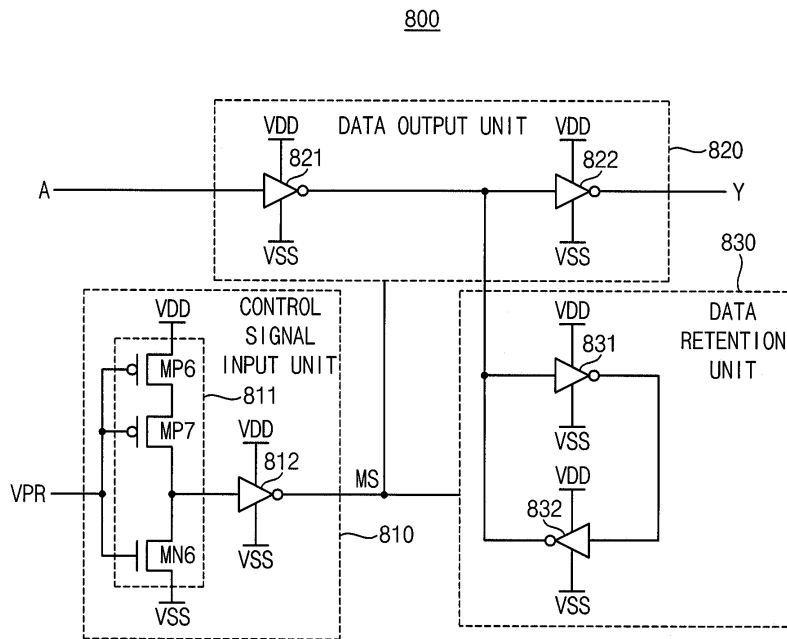 800
DATA OUTPUT UNIT
VDD
821
VSS
VDD
822
VSS
820
A
Y
830
CONTROL
SIGNAL
INPUT UNIT
VDD
MP6
811
MP7
VPR
MN6
VSS
VDD
812
VSS
810
MS
DATA
RETENTION
UNIT
VDD
831
VSS
VDD
832
VSS